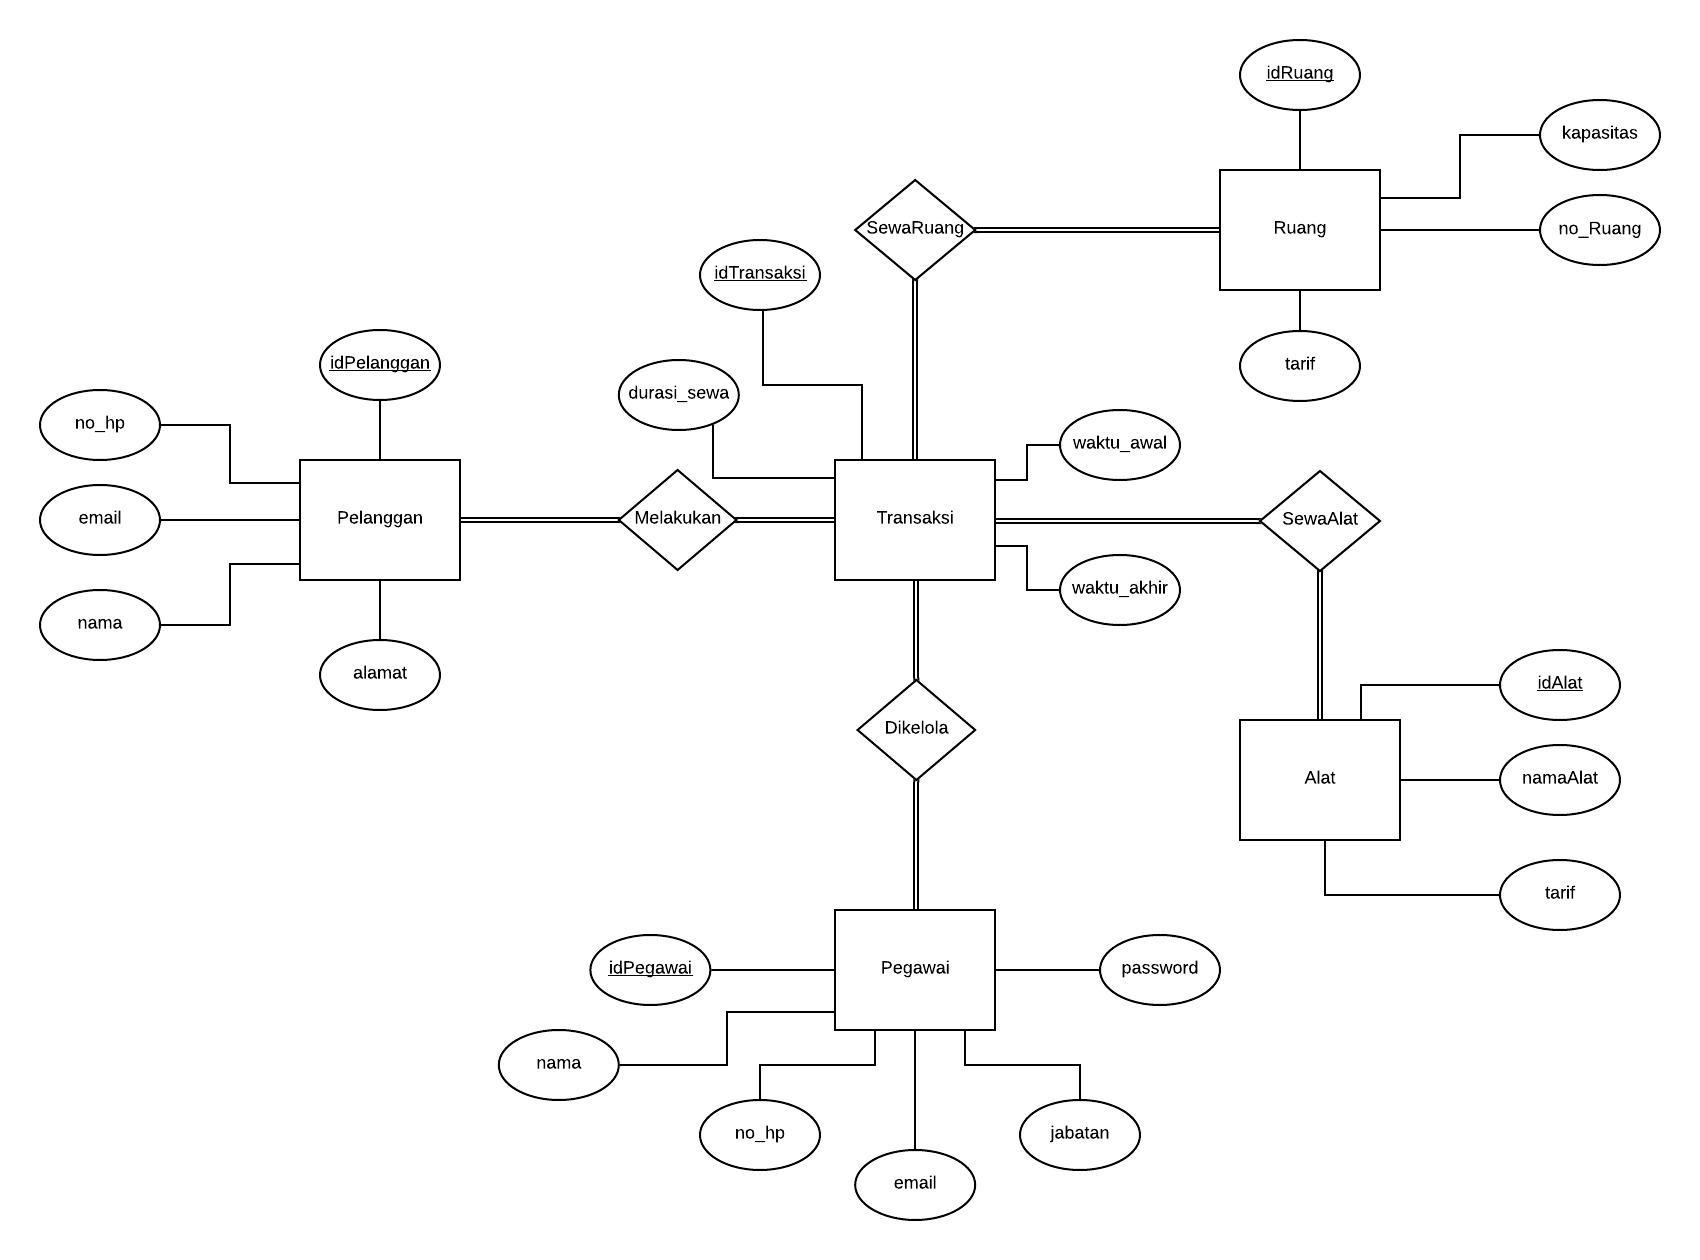 idRuang
kapasitas
SewaRuang
Ruang
no_Ruang
idTransaksi
tarif
idPelanggan
durasi_sewa
no_hp
waktu_awal
Pelanggan
Melakukan
Transaksi
SewaAlat
email
waktu_akhir
nama
alamat
idAlat
Dikelola
Alat
namaAlat
tarif
idPegawai
Pegawai
password
nama
no_hp
jabatan
email